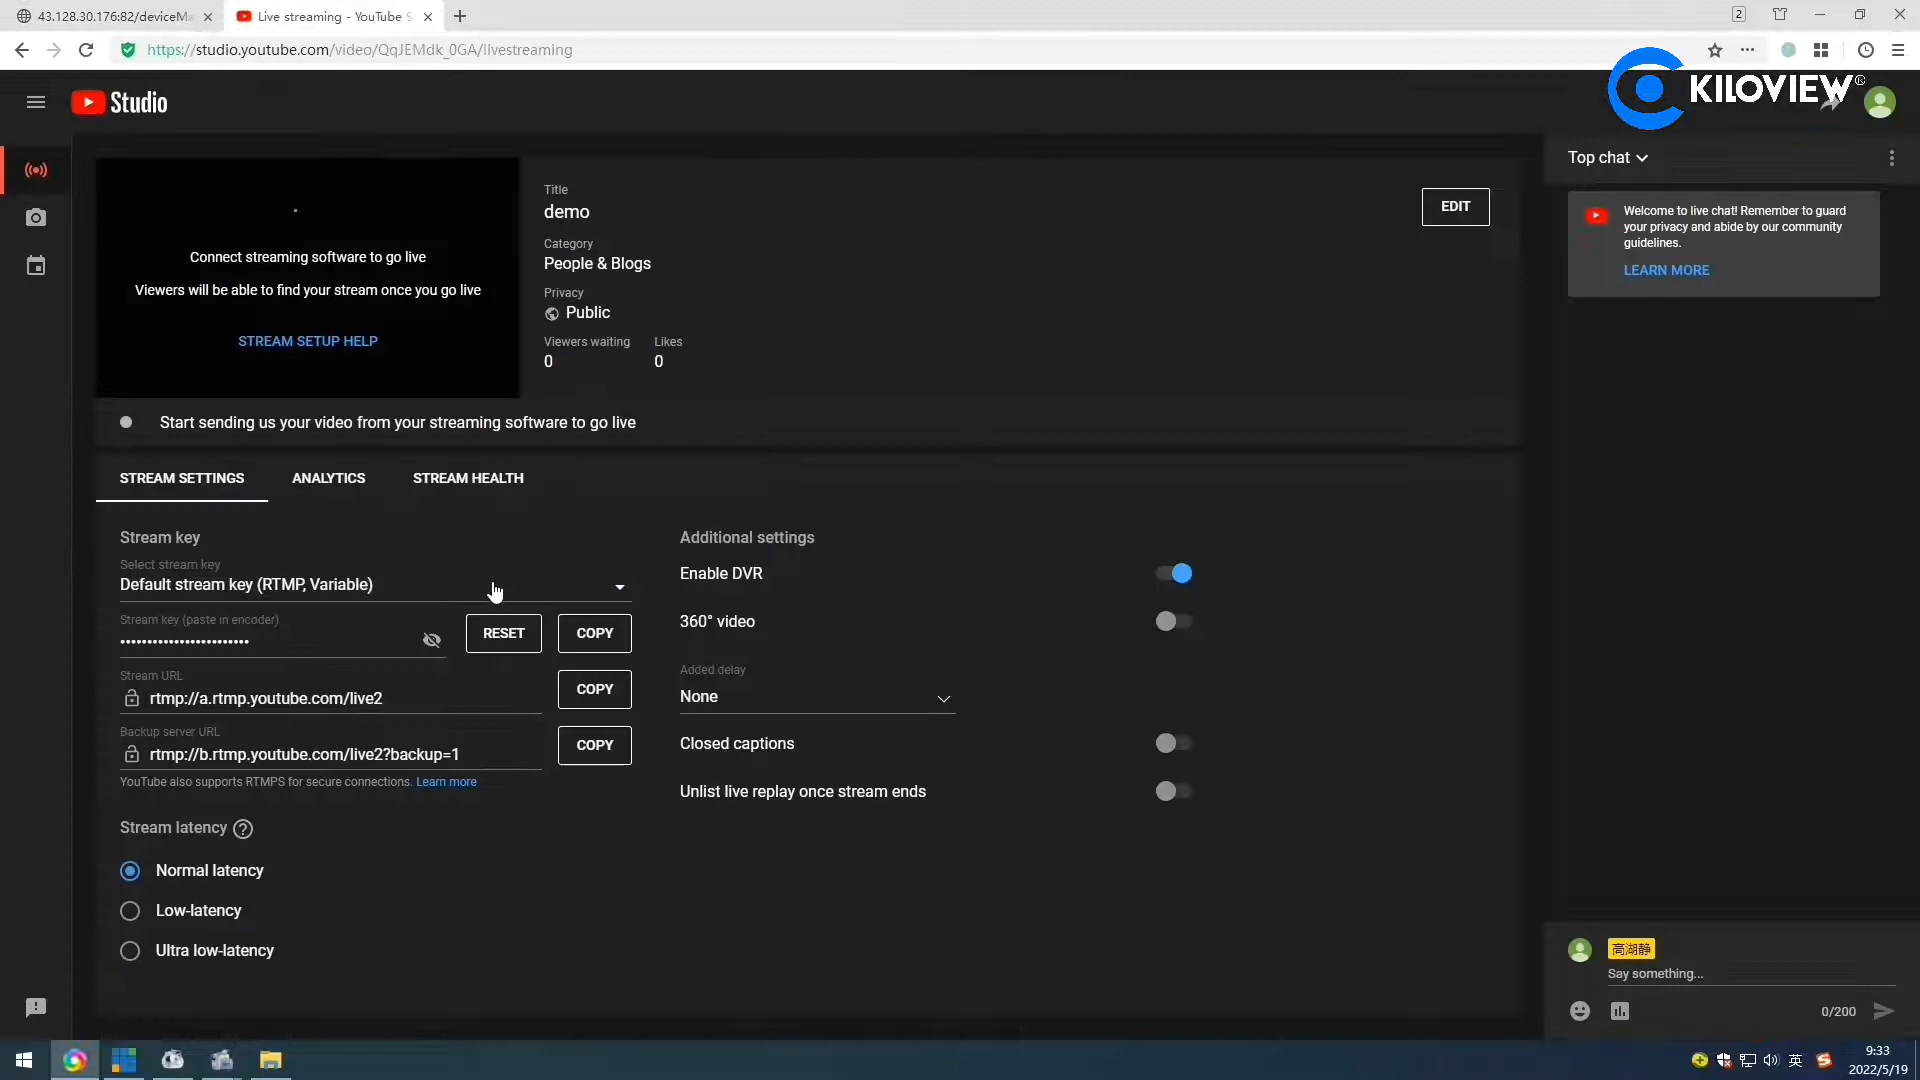 43.128.30.176:82/deviceMa
Live streaming - YouTube S
2
https://studio.youtube.com/video/QqJEMdk_0GA/livestreaming
KILOVIEW®
Studio
Top chat
Connect streaming software to go live
Viewers will be able to find your stream once you go live
STREAM SETUP HELP
Title
demo
EDIT
Category
People & Blogs
Privacy
Public
Viewers waiting
Likes
0
0
Welcome to live chat! Remember to guard
your privacy and abide by our community
guidelines.
LEARN MORE
Start sending us your video from your streaming software to go live
STREAM SETTINGS
ANALYTICS
STREAM HEALTH
Stream key
Select stream key
Default stream key (RTMP, Variable)
Stream key (paste in encoder)
••••••••••••••••••••••••
RESET
COPY
Stream URL
rtmp://a.rtmp.youtube.com/live2
COPY
Backup server URL
rtmp://b.rtmp.youtube.com/live2?backup=1
COPY
YouTube also supports RTMPS for secure connections. Learn more
Stream latency ?
Normal latency
Low-latency
Ultra low-latency
Additional settings
Enable DVR
360° video
Added delay
None
Closed captions
Unlist live replay once stream ends
高湖静
Say something...
0/200
英
9:33
2022/5/19